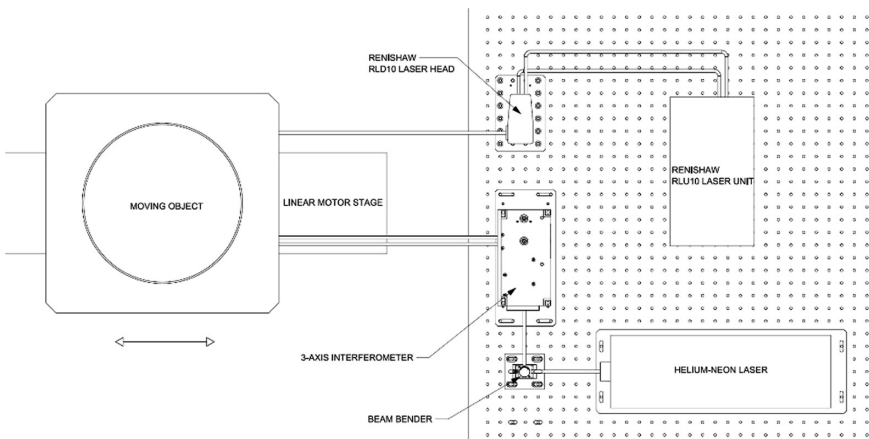 RENISHAW
RLD10 LASER HEAD
RENISHAW
RLU10 LASER UNIT
MOVING OBJECT
LINEAR MOTOR STAGE
3-AXIS INTERFEROMETER
HELIUM-NEON LASER
BEAM BENDER